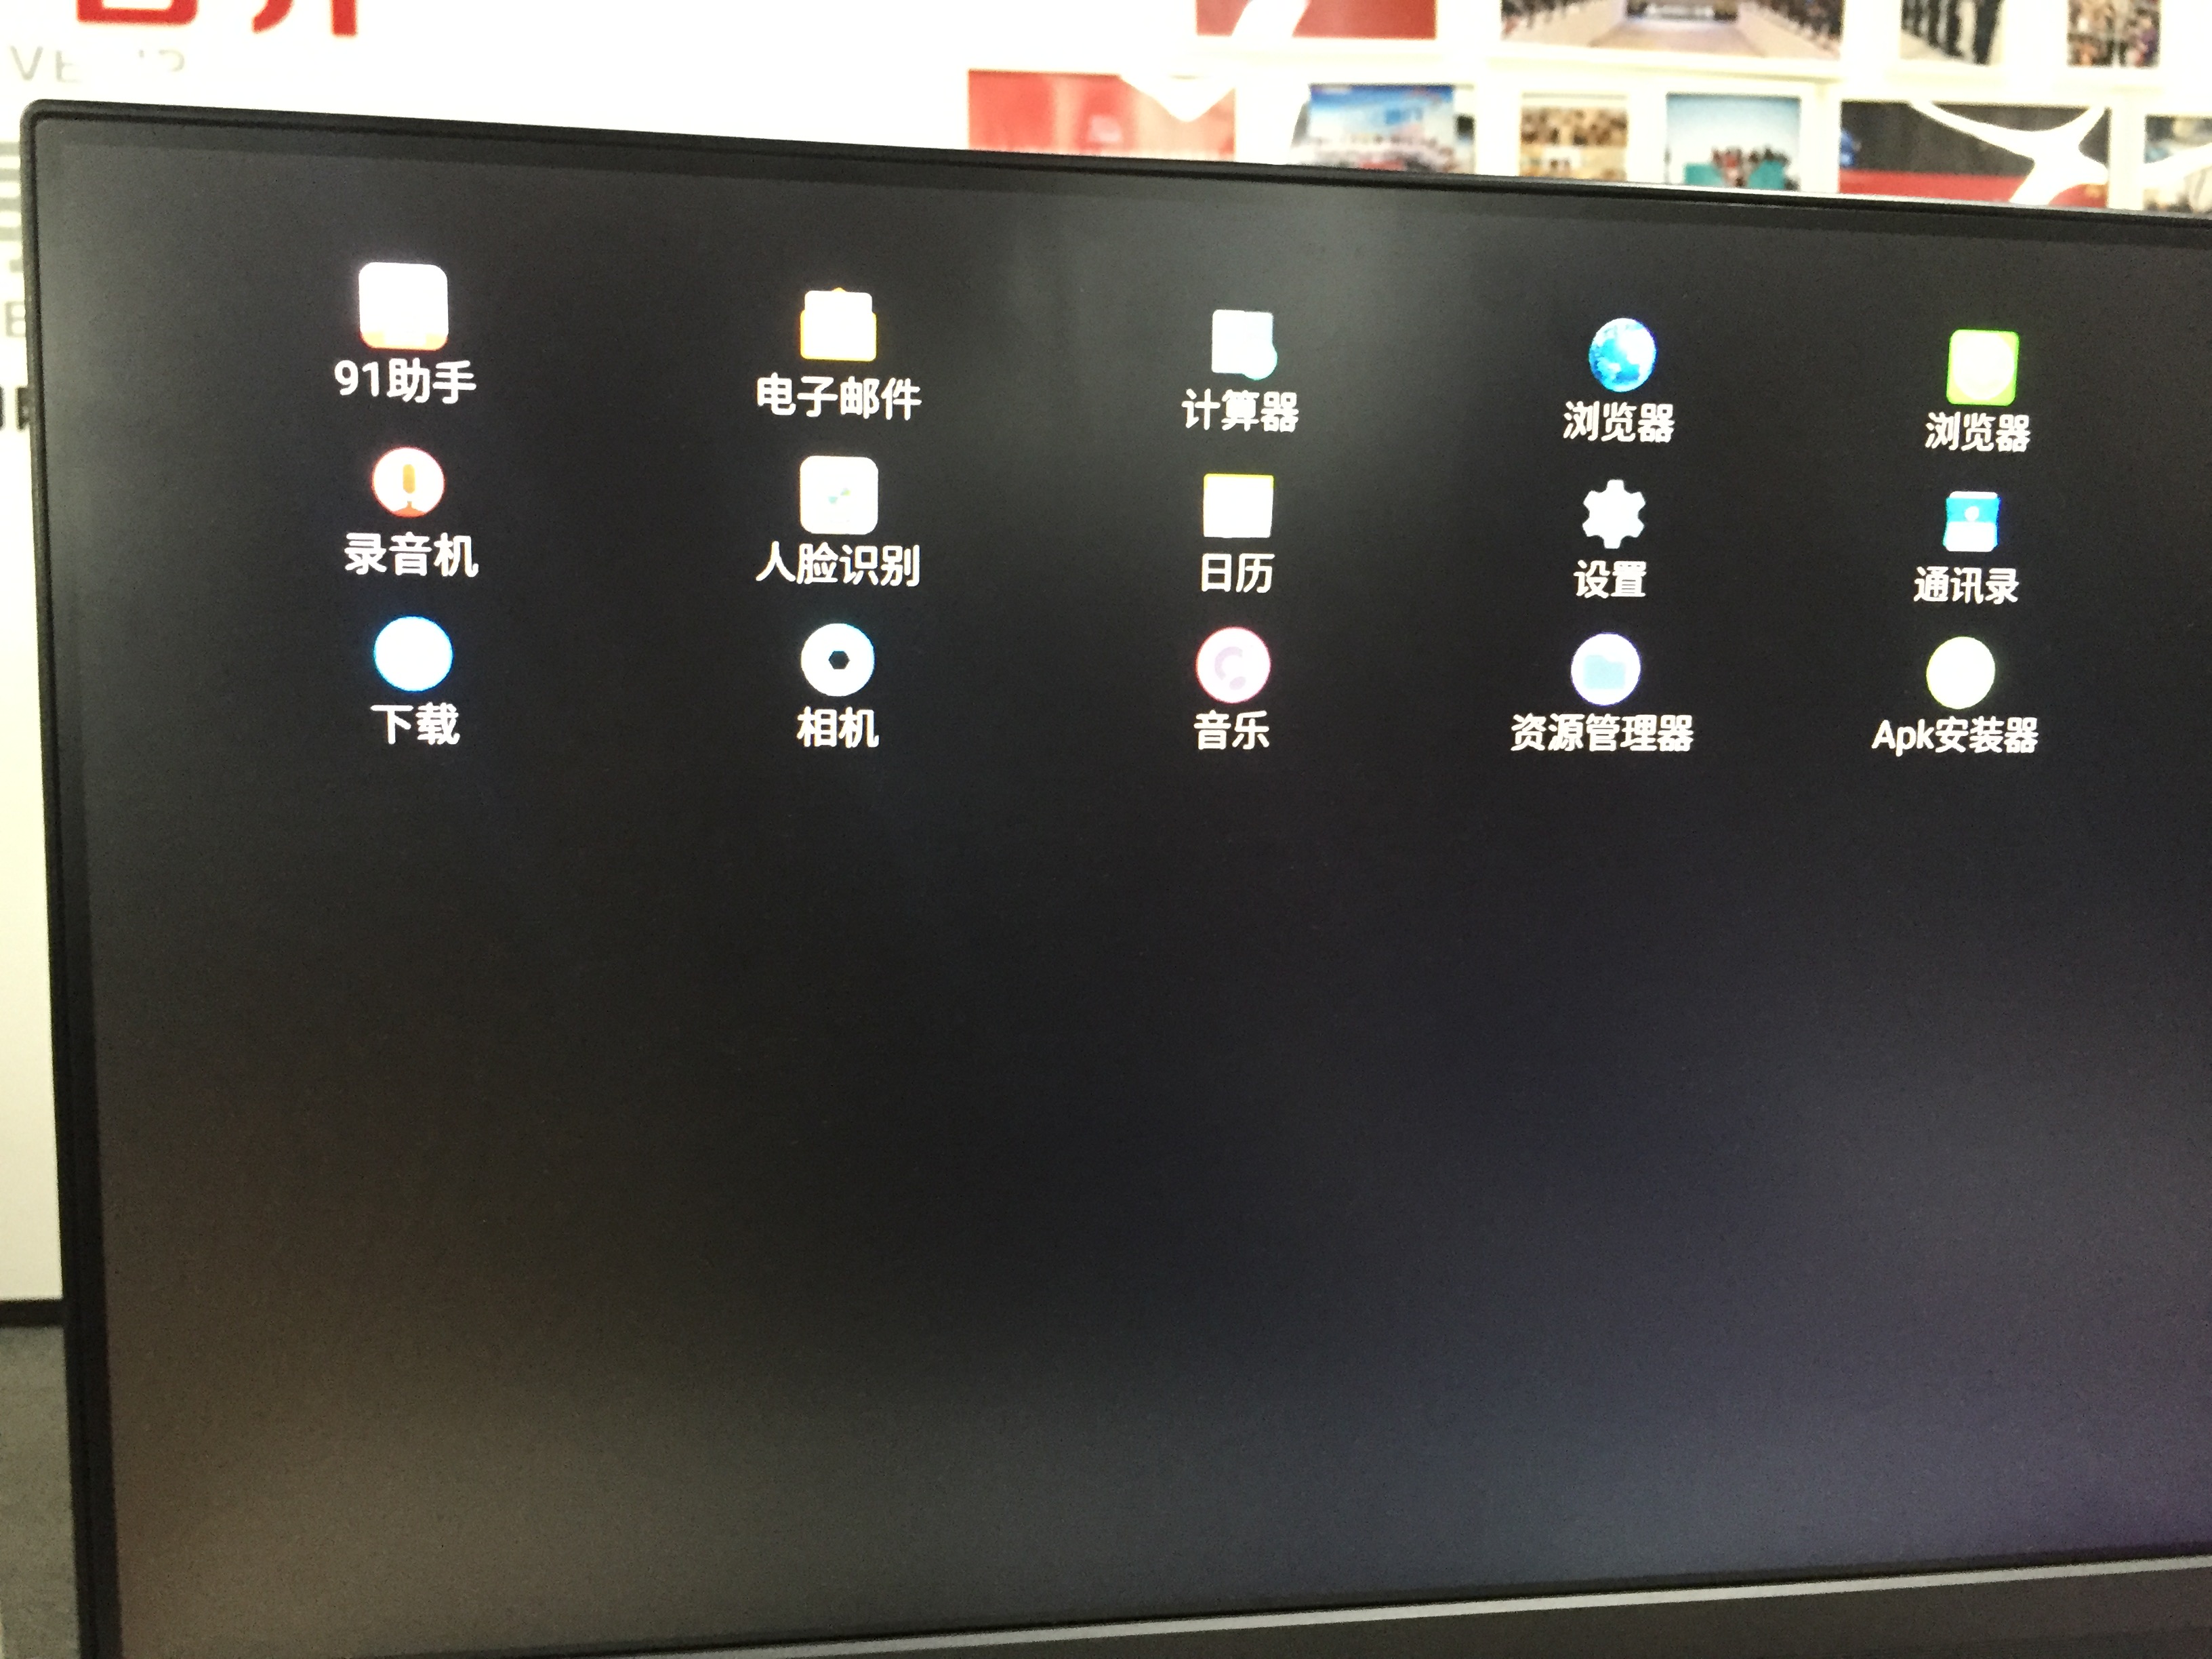 91助手
电子邮件
计算器
浏览器
浏览器
录音机
人脸识别
日历
设置
通讯录
下载
相机
音乐
资源管理器
Apk安装器